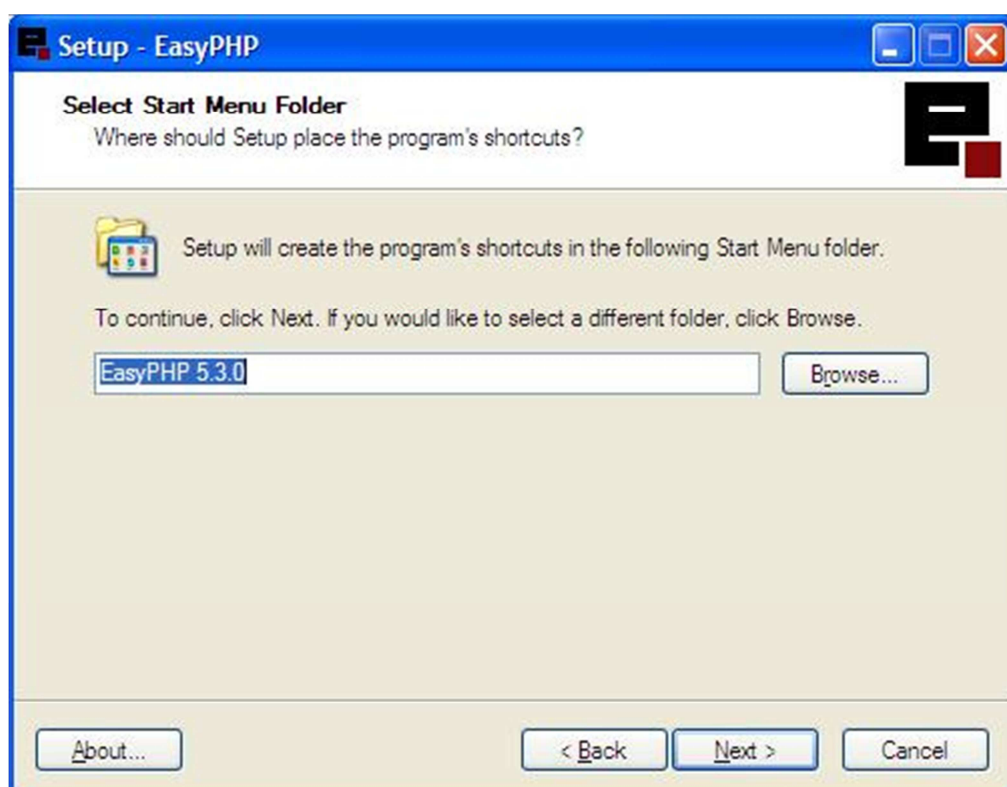 Setup - EasyPHP
Select Start Menu Folder
Where should Setup place the program's shortcuts?
Setup will create the program's shortcuts in the following Start Menu folder.
To continue, click Next. If you would like to select a different folder, click Browse.
EasyPHP 5.3.0
Browse...
About...
< Back
Next >
Cancel